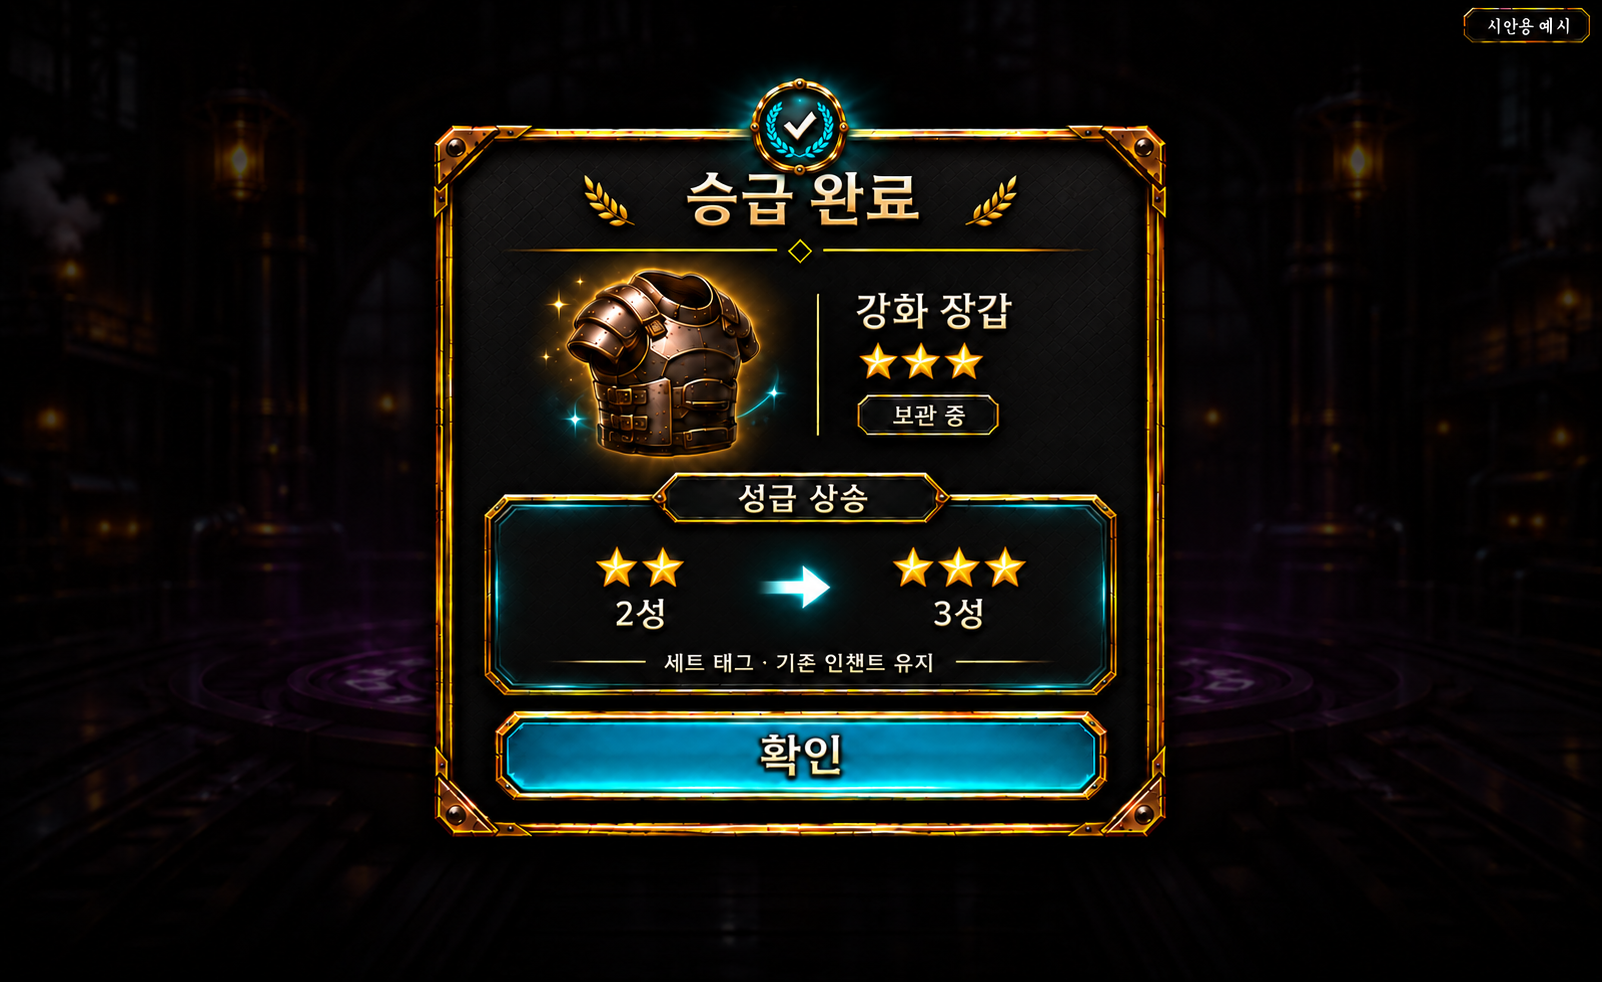 시안용 예시
승급 완료
강화 장갑
보관 중
성급 상송
2성
3성
세트 태그 · 기존 인챈트 유지
확인